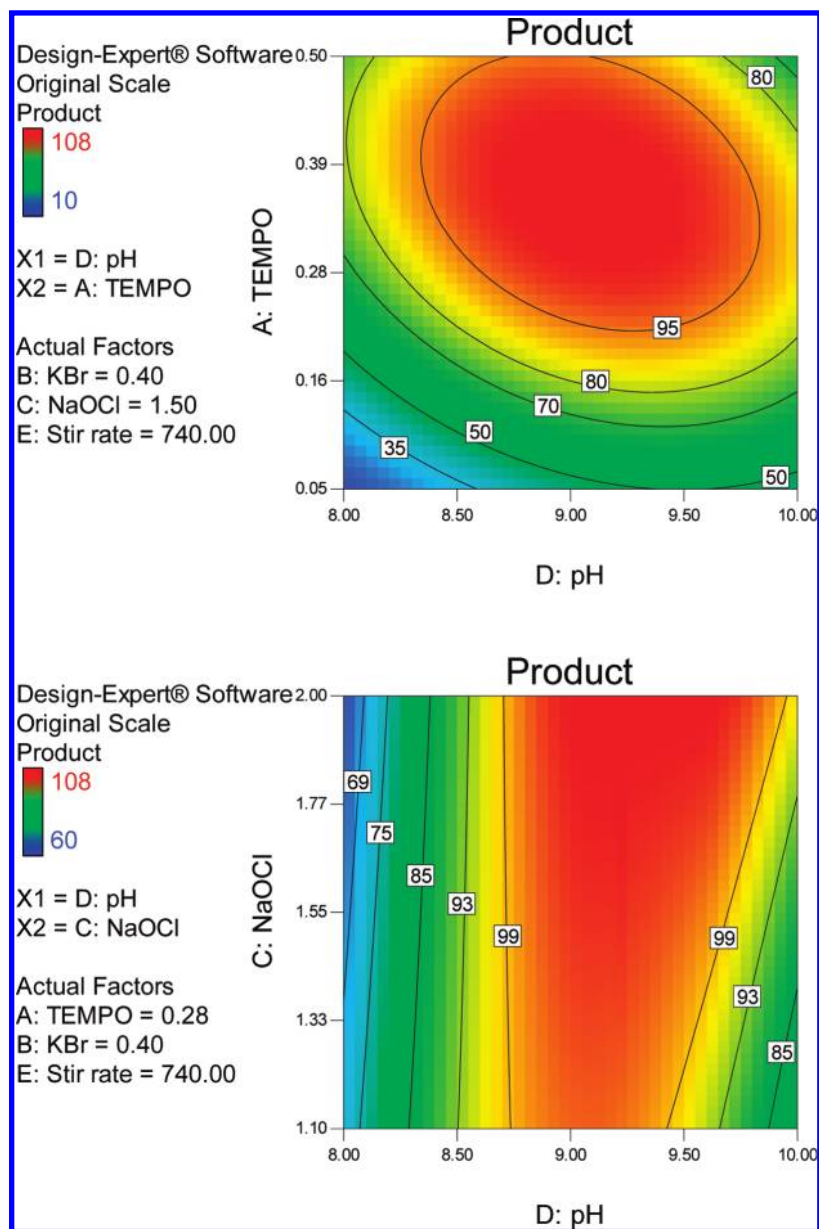 Product
Design-Expert® Software
Original Scale
Product
108
10
X1 = D: pH
X2 = A: TEMPO
Actual Factors
B: KBr = 0.40
C: NaOCl = 1.50
E: Stir rate = 740.00
A: TEMPO
0.50
0.39
0.28
0.16
0.05
80
95
80
70
50
35
50
8.00 8.50 9.00 9.50 10.00
D: pH
Product
Design-Expert® Software
Original Scale
Product
108
60
X1 = D: pH
X2 = C: NaOCl
Actual Factors
A: TEMPO = 0.28
B: KBr = 0.40
E: Stir rate = 740.00
C: NaOCl
2.00
1.77
1.55
1.33
1.10
69
75
85
93
99
99
93
85
8.00 8.50 9.00 9.50 10.00
D: pH